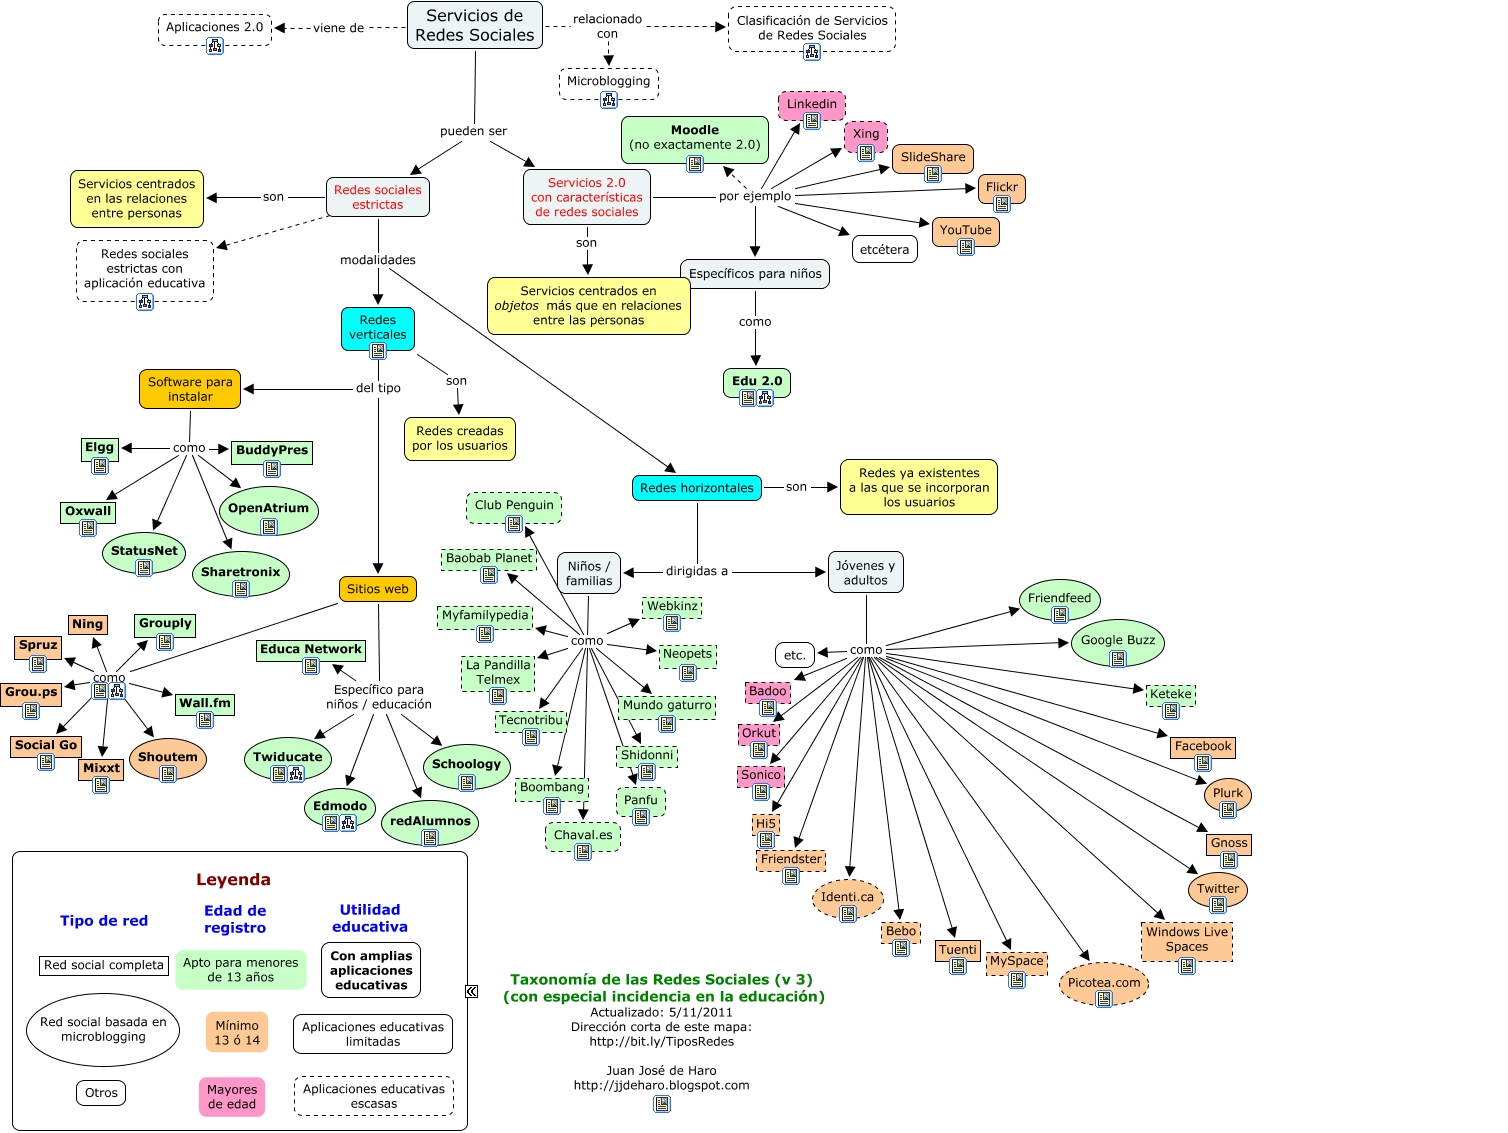 Servicios de
Redes Sociales
Aplicaciones 2.0
viene de
relacionado
con
Clasificación de Servicios
de Redes Sociales
Microblogging
pueden ser
Linkedin
Xing
Moodle
(no exactamente 2.0)
SlideShare
Flickr
YouTube
etcétera
por ejemplo
Servicios centrados
en las relaciones
entre personas
son
Redes sociales
estrictas
Servicios 2.0
con características
de redes sociales
Redes sociales
estrictas con
aplicación educativa
modalidades
son
Específicos para niños
Servicios centrados en
objetos más que en relaciones
entre las personas
como
Edu 2.0
Redes
verticales
Software para
instalar
del tipo
son
Redes creadas
por los usuarios
Elgg
como
BuddyPres
Oxwall
OpenAtrium
StatusNet
Sharetronix
Redes horizontales
son
Redes ya existentes
a las que se incorporan
los usuarios
Sitios web
Club Penguin
Baobab Planet
Niños /
familias
dirigidas a
Jóvenes y
adultos
Myfamilypedia
Webkinz
como
La Pandilla
Telmex
Neopets
Tecnotribu
Mundo gaturro
Shidonni
Boombang
Panfu
Chaval.es
Friendfeed
Google Buzz
etc.
como
Badoo
Keteke
Orkut
Facebook
Sonico
Plurk
Hi5
Gnoss
Friendster
Twitter
Identi.ca
Bebo
Tuenti
MySpace
Picotea.com
Windows Live
Spaces
Ning
Grouply
Spruz
como
Grou.ps
Wall.fm
Social Go
Mixxt
Shoutem
Educa Network
Específico para
niños / educación
Twiducate
Schoology
Edmodo
redAlumnos
Leyenda
Tipo de red
Edad de
registro
Utilidad
educativa
Red social completa
Apto para menores
de 13 años
Con amplias
aplicaciones
educativas
Red social basada en
microblogging
Mínimo
13 ó 14
Aplicaciones educativas
limitadas
Otros
Mayores
de edad
Aplicaciones educativas
escasas
Taxonomía de las Redes Sociales (v 3)
(con especial incidencia en la educación)
Actualizado: 5/11/2011
Dirección corta de este mapa:
http://bit.ly/TiposRedes
Juan José de Haro
http://jjdeharo.blogspot.com